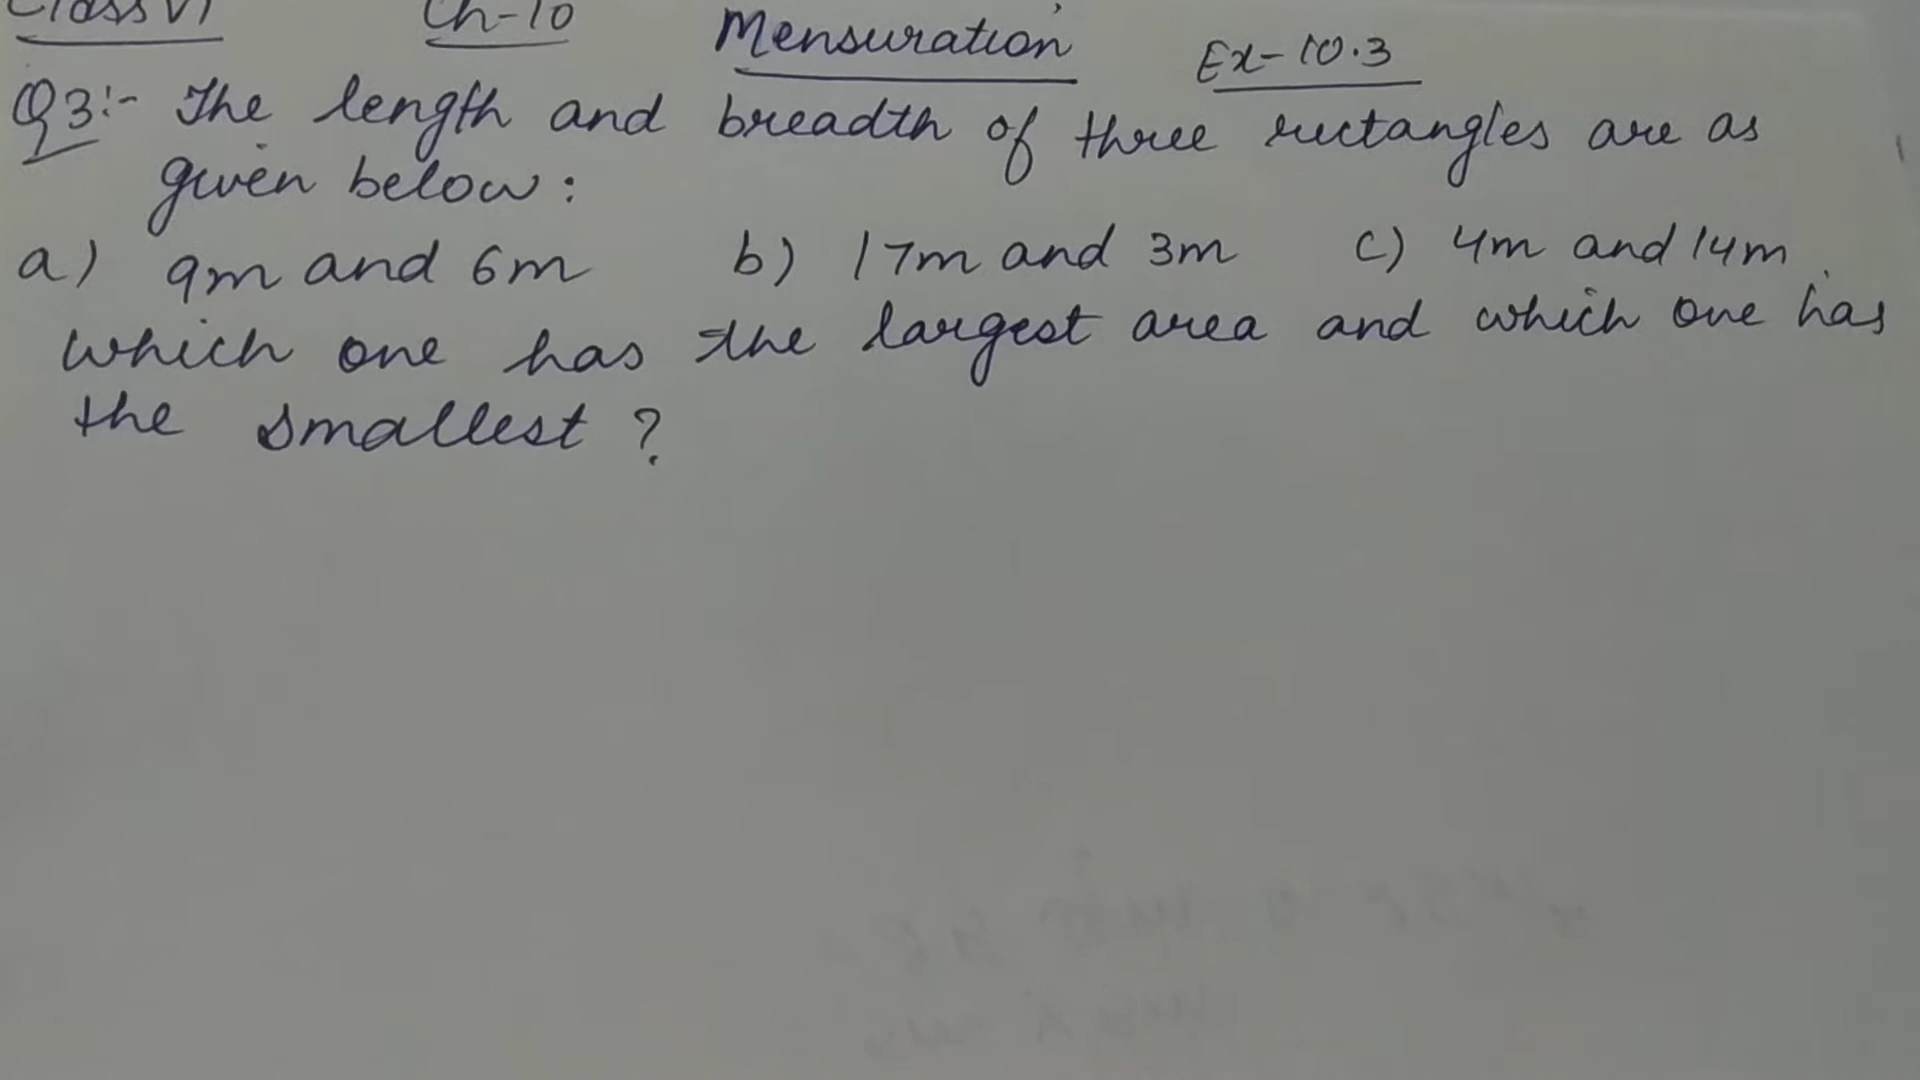 Class VI Ch-10 Mensuration Ex-10.3
Q3:- The length and breadth of three rectangles are as
given below:
a) 9m and 6m b) 17m and 3m c) 4m and 14m.
which one has the largest area and which one has
the smallest ?